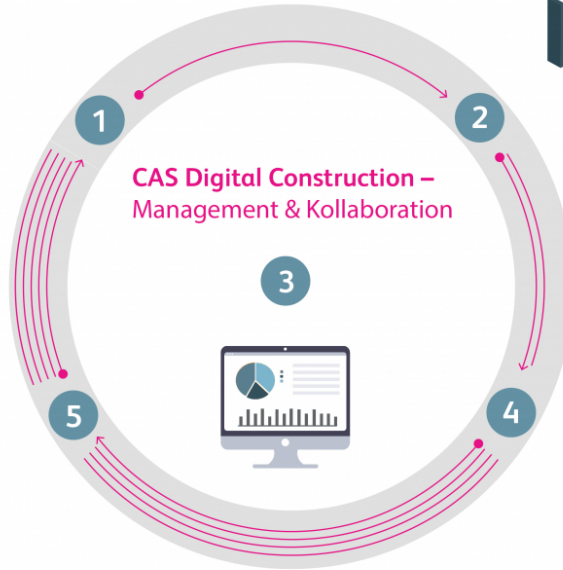 1
2
CAS Digital Construction –
Management & Kollaboration
3
5
4